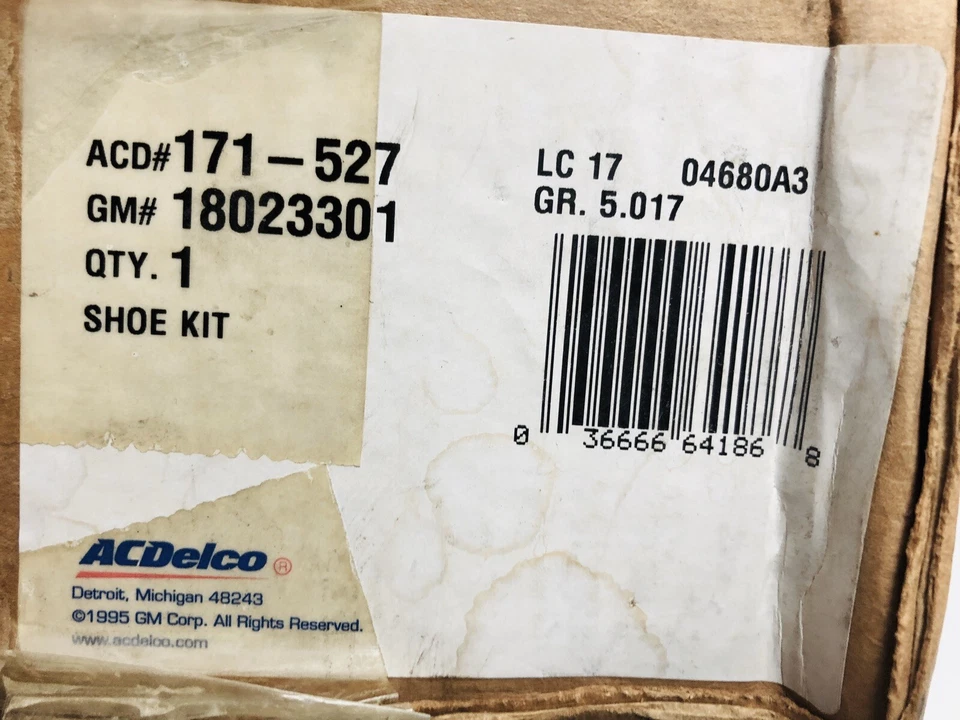 ACD# 171-527
GM# 18023301
QTY. 1
SHOE KIT
LC 17 04680A3
GR. 5.017
0 36666 64186 8
ACDelco ®
Detroit, Michigan 48243
©1995 GM Corp. All Rights Reserved.
www.acdelco.com